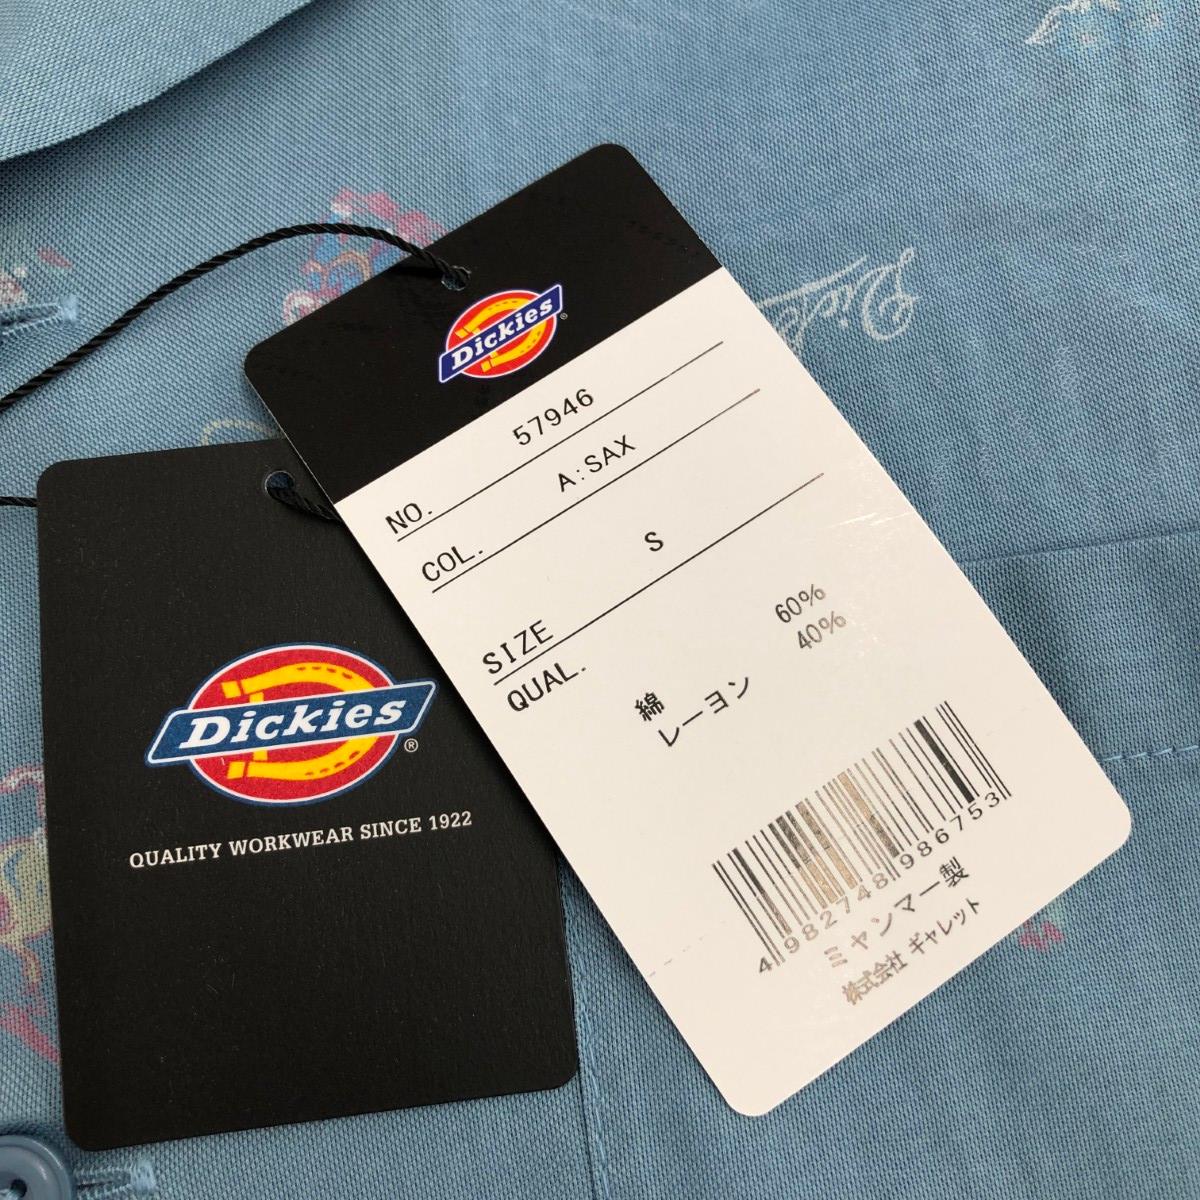 Dickies
NO. 57946
COL. A:SAX
SIZE S
QUAL.
綿 60%
レーヨン 40%
4 982748 986753
ミャンマー製
株式会社 ギャレット
Dickies
QUALITY WORKWEAR SINCE 1922
Dickies